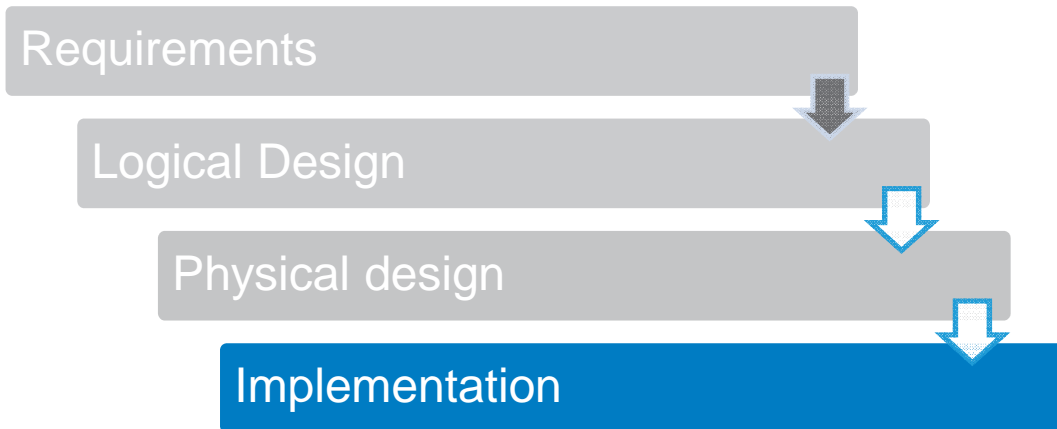 Requirements
Logical Design
Physical design
Implementation